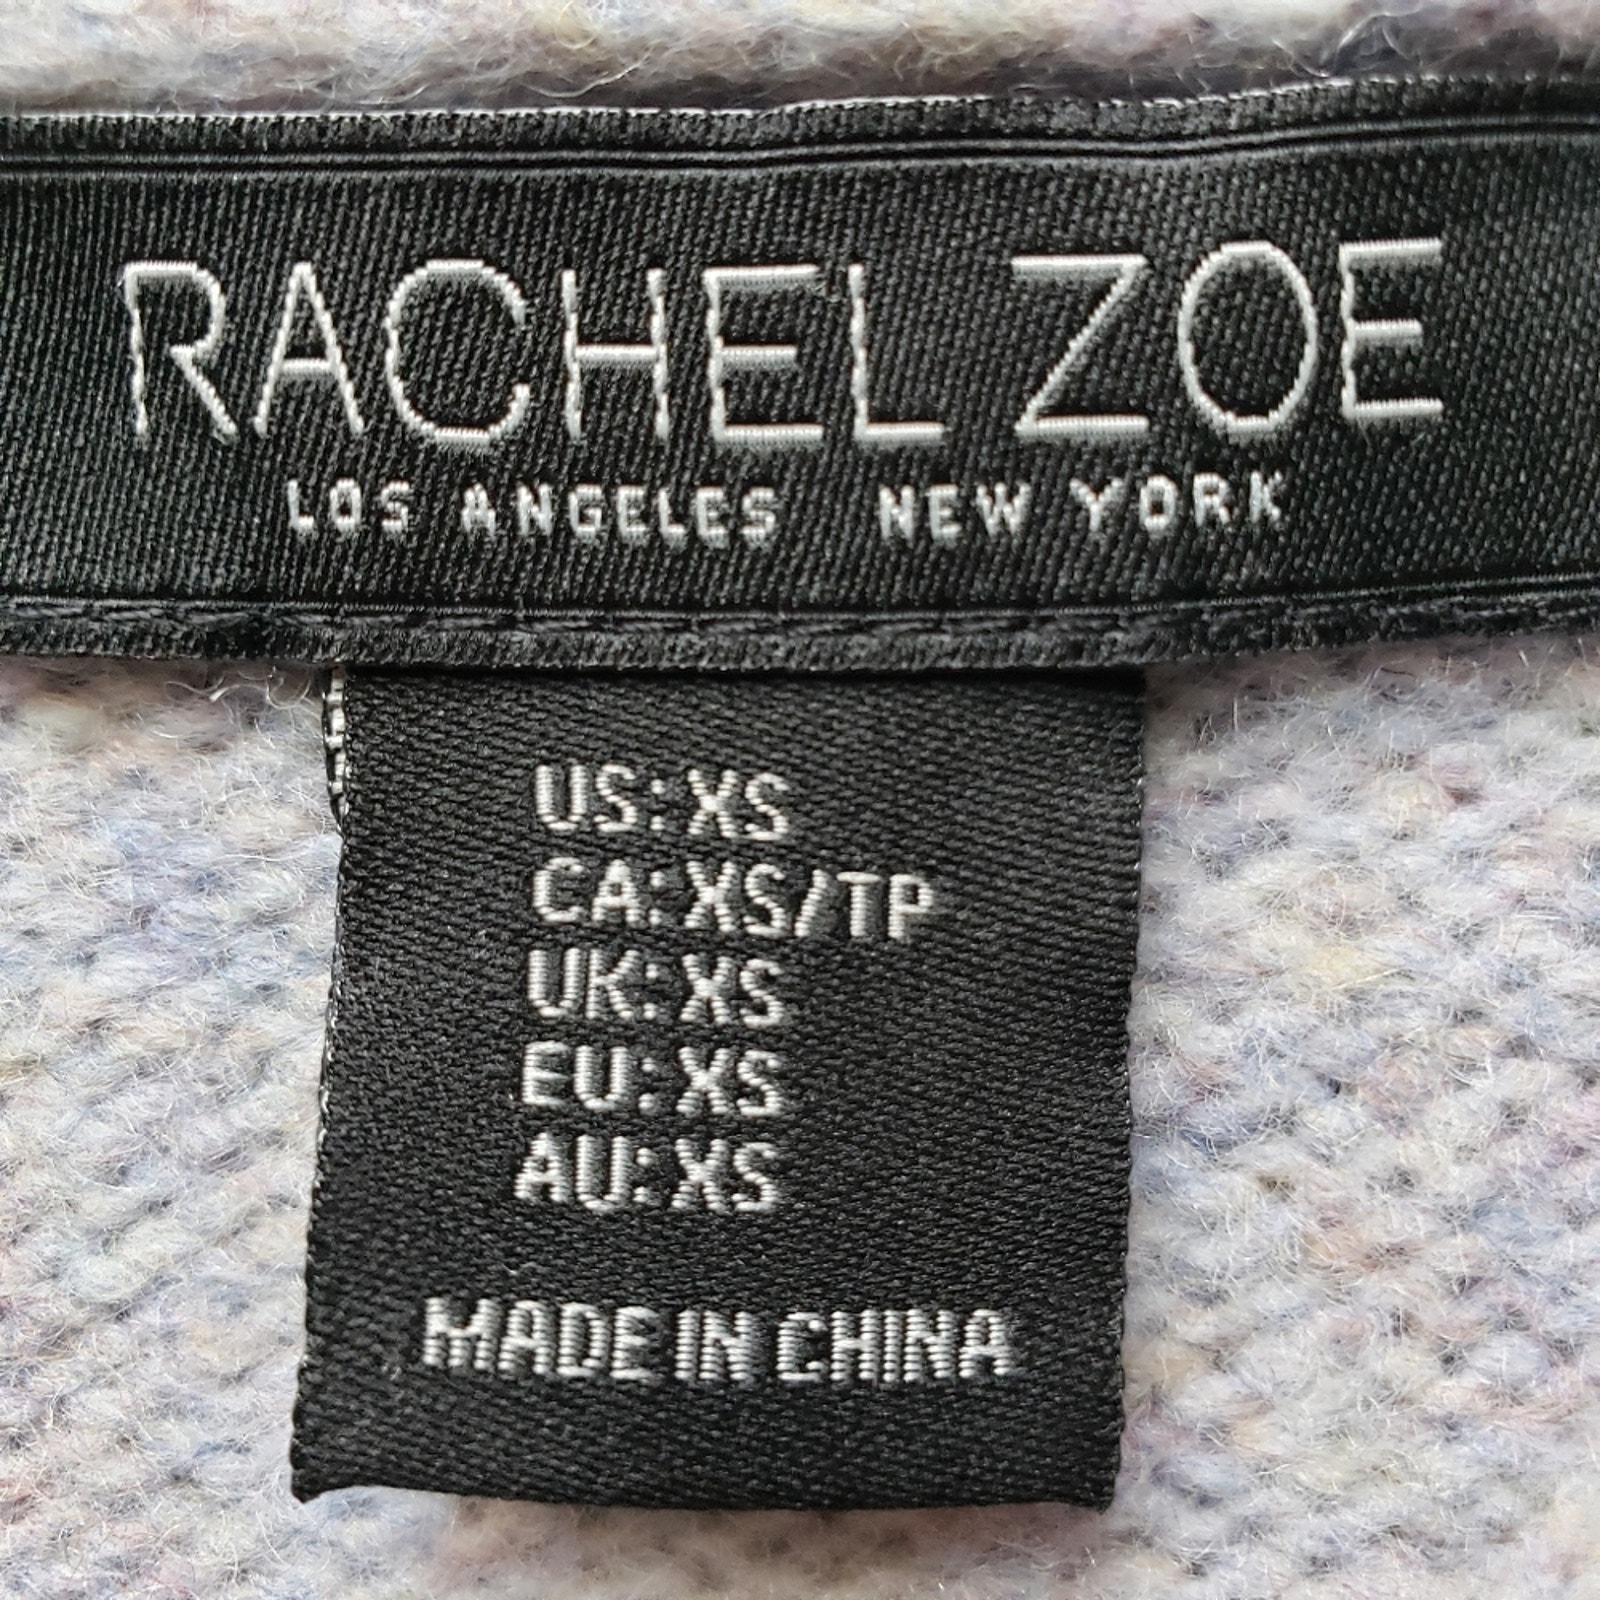 RACHEL ZOE
LOS ANGELES NEW YORK
US: XS
CA: XS/TP
UK: XS
EU: XS
AU: XS
MADE IN CHINA